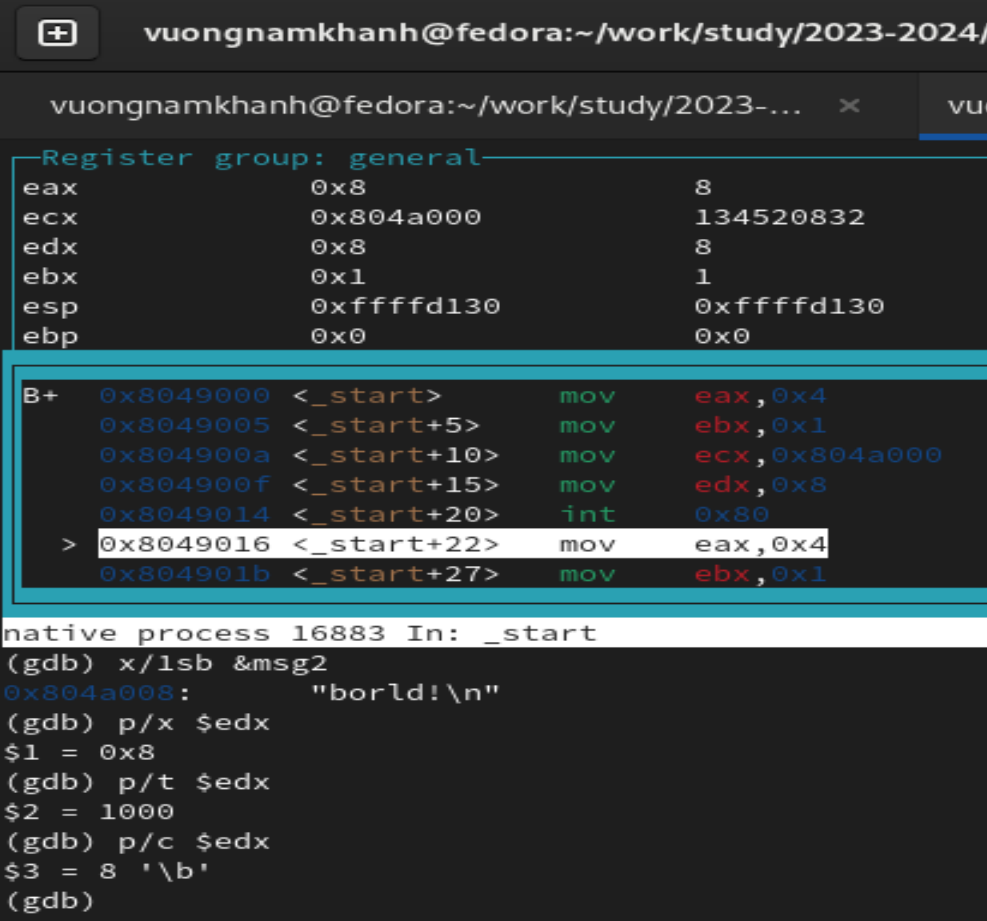 vuongnamkhanh@fedora:~/work/study/2023-2024/
vuongnamkhanh@fedora:~/work/study/2023-... × vu
Register group: general
eax 0x8 8
ecx 0x804a000 134520832
edx 0x8 8
ebx 0x1 1
esp 0xffffd130 0xffffd130
ebp 0x0 0x0
B+ 0x8049000 <_start> mov eax,0x4
0x8049005 <_start+5> mov ebx,0x1
0x804900a <_start+10> mov ecx,0x804a000
0x804900f <_start+15> mov edx,0x8
0x8049014 <_start+20> int 0x80
> 0x8049016 <_start+22> mov eax,0x4
0x804901b <_start+27> mov ebx,0x1
native process 16883 In: _start
(gdb) x/1sb &msg2
0x804a008: "borld!\n"
(gdb) p/x $edx
$1 = 0x8
(gdb) p/t $edx
$2 = 1000
(gdb) p/c $edx
$3 = 8 '\b'
(gdb)